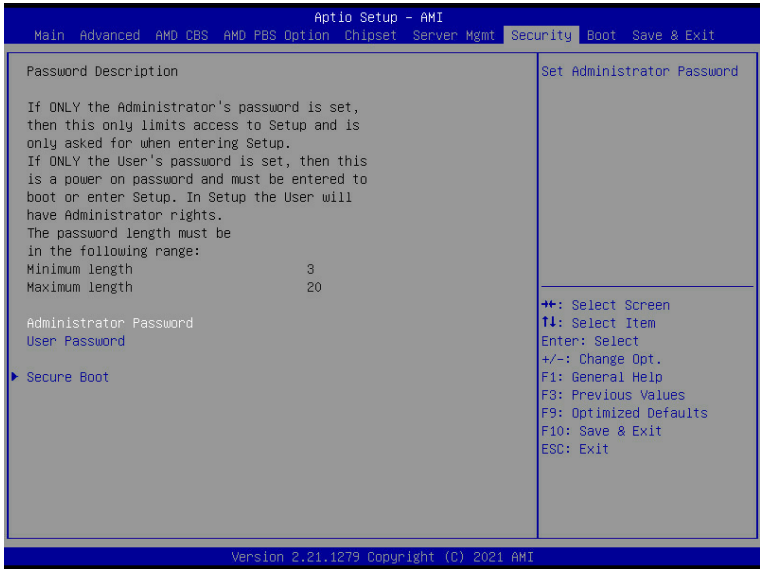 Aptio Setup – AMI
Main Advanced AMD CBS AMD PBS Option Chipset Server Mgmt Security Boot Save & Exit
Password Description
If ONLY the Administrator's password is set,
then this only limits access to Setup and is
only asked for when entering Setup.
If ONLY the User's password is set, then this
is a power on password and must be entered to
boot or enter Setup. In Setup the User will
have Administrator rights.
The password length must be
in the following range:
Minimum length 3
Maximum length 20
Administrator Password
User Password
▶ Secure Boot
Set Administrator Password
→←: Select Screen
↑↓: Select Item
Enter: Select
+/-: Change Opt.
F1: General Help
F3: Previous Values
F9: Optimized Defaults
F10: Save & Exit
ESC: Exit
Version 2.21.1279 Copyright (C) 2021 AMI